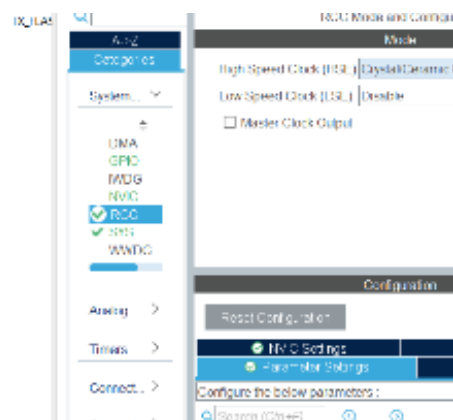 RCC Mode and Configu
Mode
A->Z
Categories
High Speed Clock (HSE) Crystal/Ceramic
System... 
Low Speed Clock (LSE) Disable
Master Clock Output
DMA
GPIO
IWDG
NVIC
RCC
SYS
WWDG
Configuration
Analog
Reset Configuration
Timers
NVIC Settings
Parameter Settings
Connect...
Configure the below parameters :
Search (Ctrl+F)